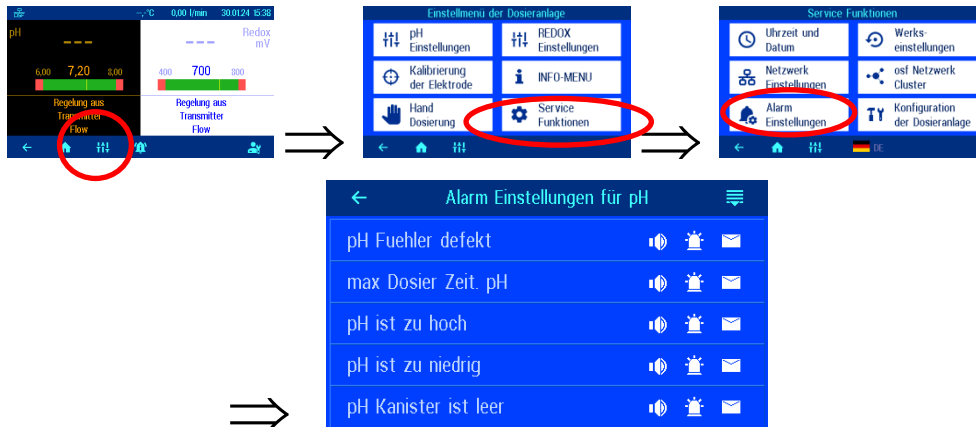 --,-°C 0,00 l/min 30.01.24 15:38
pH
---
6,00 7,20 8,00
Regelung aus
Transmitter
Flow
Redox
mV
---
400 700 800
Regelung aus
Transmitter
Flow
Einstellmenü der Dosieranlage
pH
Einstellungen
REDOX
Einstellungen
Kalibrierung
der Elektrode
INFO-MENU
Hand
Dosierung
Service
Funktionen
Service Funktionen
Uhrzeit und
Datum
Werks-
einstellungen
Netzwerk
Einstellungen
osf Netzwerk
Cluster
Alarm
Einstellungen
Konfiguration
der Dosieranlage
DE
Alarm Einstellungen für pH
pH Fuehler defekt
max Dosier Zeit. pH
pH ist zu hoch
pH ist zu niedrig
pH Kanister ist leer